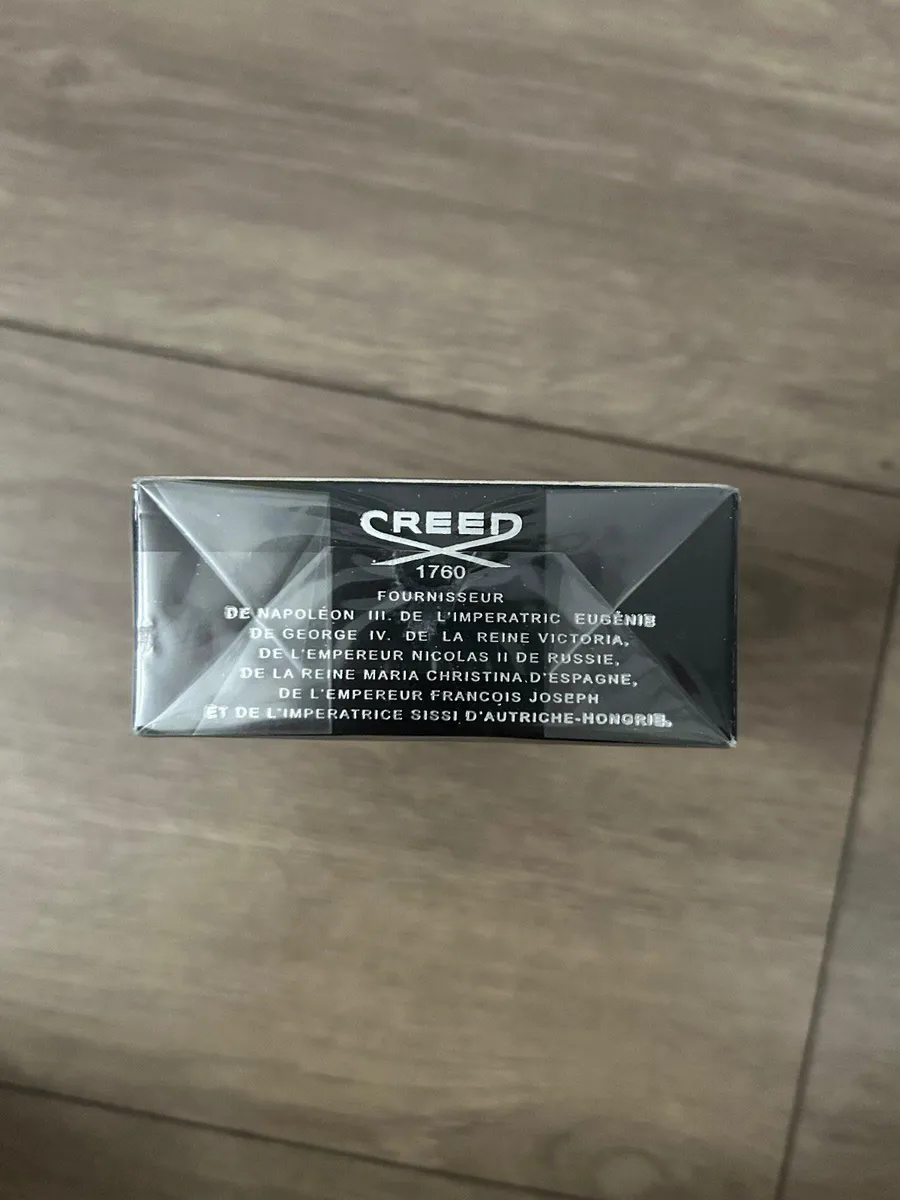 CREED
1760
FOURNISSEUR
DE NAPOLÉON III. DE L'IMPERATRIC EUGÉNIE
DE GEORGE IV. DE LA REINE VICTORIA,
DE L'EMPEREUR NICOLAS II DE RUSSIE,
DE LA REINE MARIA CHRISTINA.D'ESPAGNE,
DE L'EMPEREUR FRANCOIS JOSEPH
ET DE L'IMPERATRICE SISSI D'AUTRICHE-HONGRIE.